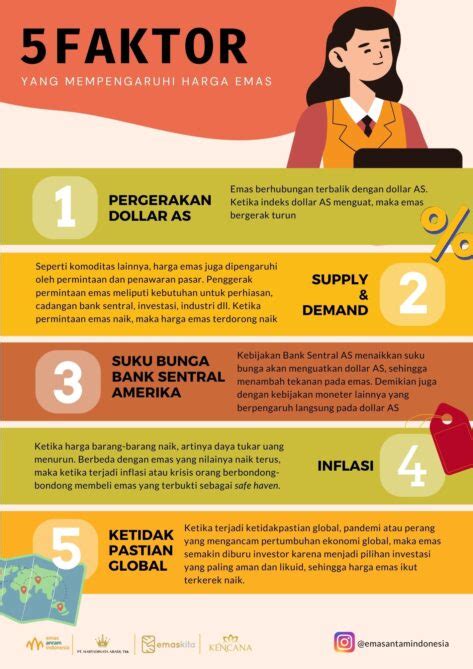 5 FAKTOR
YANG MEMPENGARUHI HARGA EMAS
1
PERGERAKAN
DOLLAR AS
Emas berhubungan terbalik dengan dollar AS.
Ketika indeks dollar AS menguat, maka emas
bergerak turun
%
Seperti komoditas lainnya, harga emas juga dipengaruhi
oleh permintaan dan penawaran pasar. Penggerak
permintaan emas meliputi kebutuhan untuk perhiasan,
cadangan bank sentral, investasi, industri dll. Ketika
permintaan emas naik, maka harga emas terdorong naik
SUPPLY
&
DEMAND
2
3
SUKU BUNGA
BANK SENTRAL
AMERIKA
Kebijakan Bank Sentral AS menaikkan suku
bunga akan menguatkan dollar AS, sehingga
menambah tekanan pada emas. Demikian juga
dengan kebijakan moneter lainnya yang
berpengaruh langsung pada dollar AS
Ketika harga barang-barang naik, artinya daya tukar uang
menurun. Berbeda dengan emas yang nilainya naik terus,
maka ketika terjadi inflasi atau krisis orang berbondong-
bondong membeli emas yang terbukti sebagai safe haven.
INFLASI
4
5
KETIDAK
PASTIAN
GLOBAL
Ketika terjadi ketidakpastian global, pandemi atau perang
yang mengancam pertumbuhan ekonomi global, maka emas
semakin diburu investor karena menjadi pilihan investasi
yang paling aman dan likuid, sehingga harga emas ikut
terkerek naik.
emas
antam
indonesia
emaskita
KENCANA
@emasantamindonesia